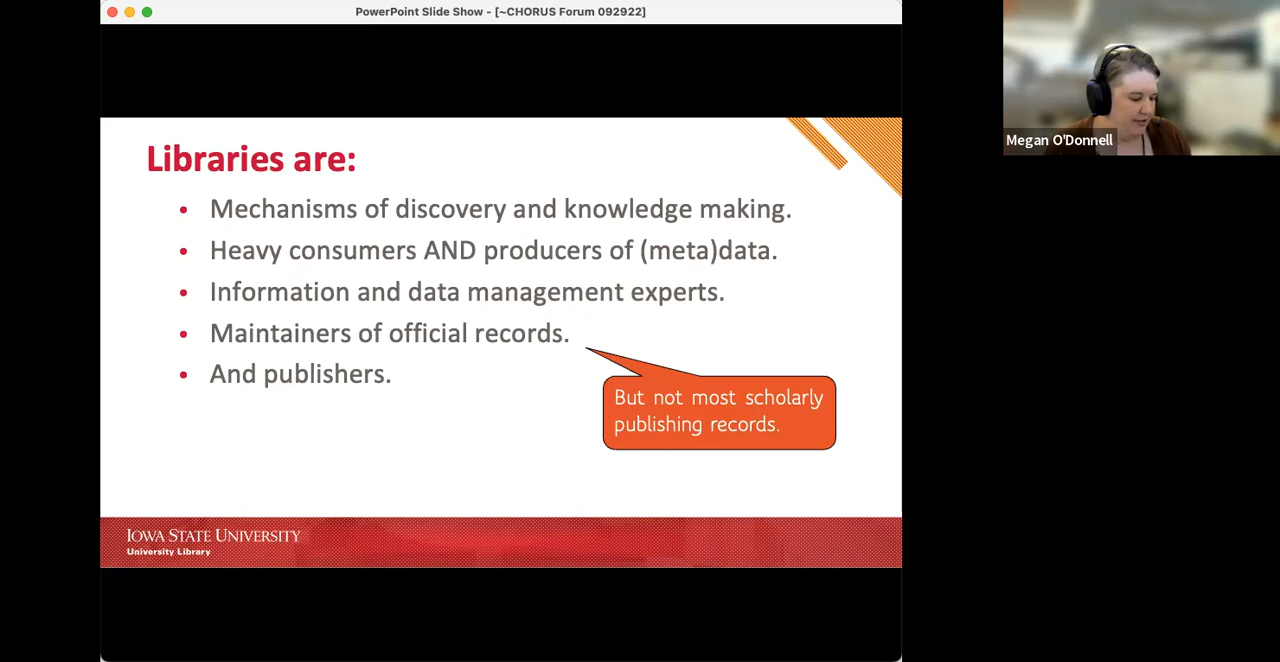 PowerPoint Slide Show - [~CHORUS Forum 092922]
Megan O'Donnell
Libraries are:
• Mechanisms of discovery and knowledge making.
• Heavy consumers AND producers of (meta)data.
• Information and data management experts.
• Maintainers of official records.
• And publishers.
But not most scholarly
publishing records.
IOWA STATE UNIVERSITY
University Library